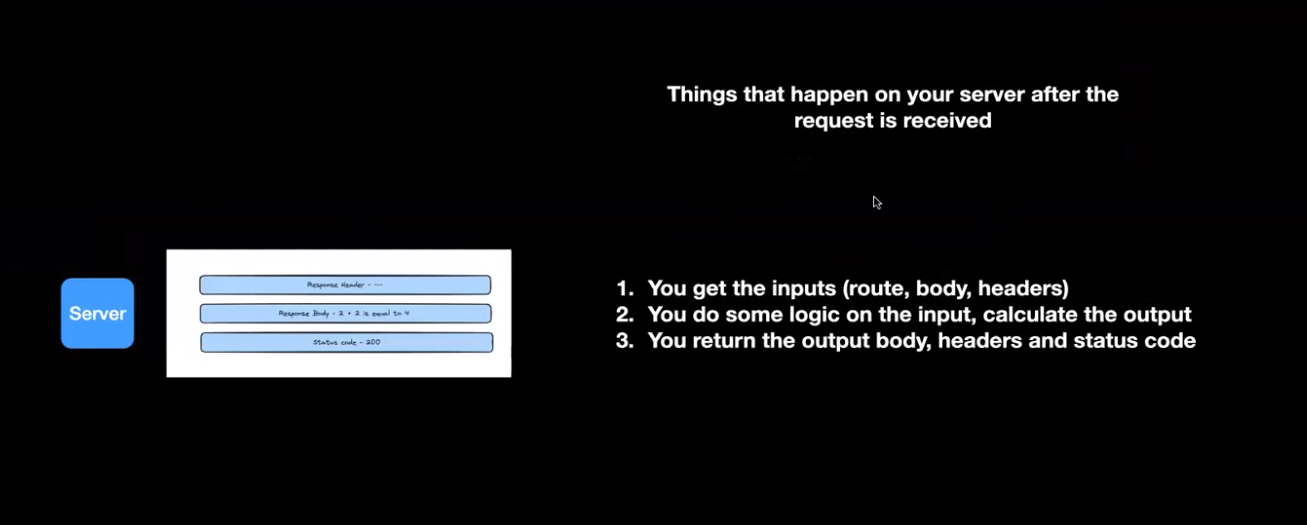 Things that happen on your server after the
request is received
Server
Response Header - ---
Response Body - 2 + 2 is equal to 4
Status code - 200
1. You get the inputs (route, body, headers)
2. You do some logic on the input, calculate the output
3. You return the output body, headers and status code